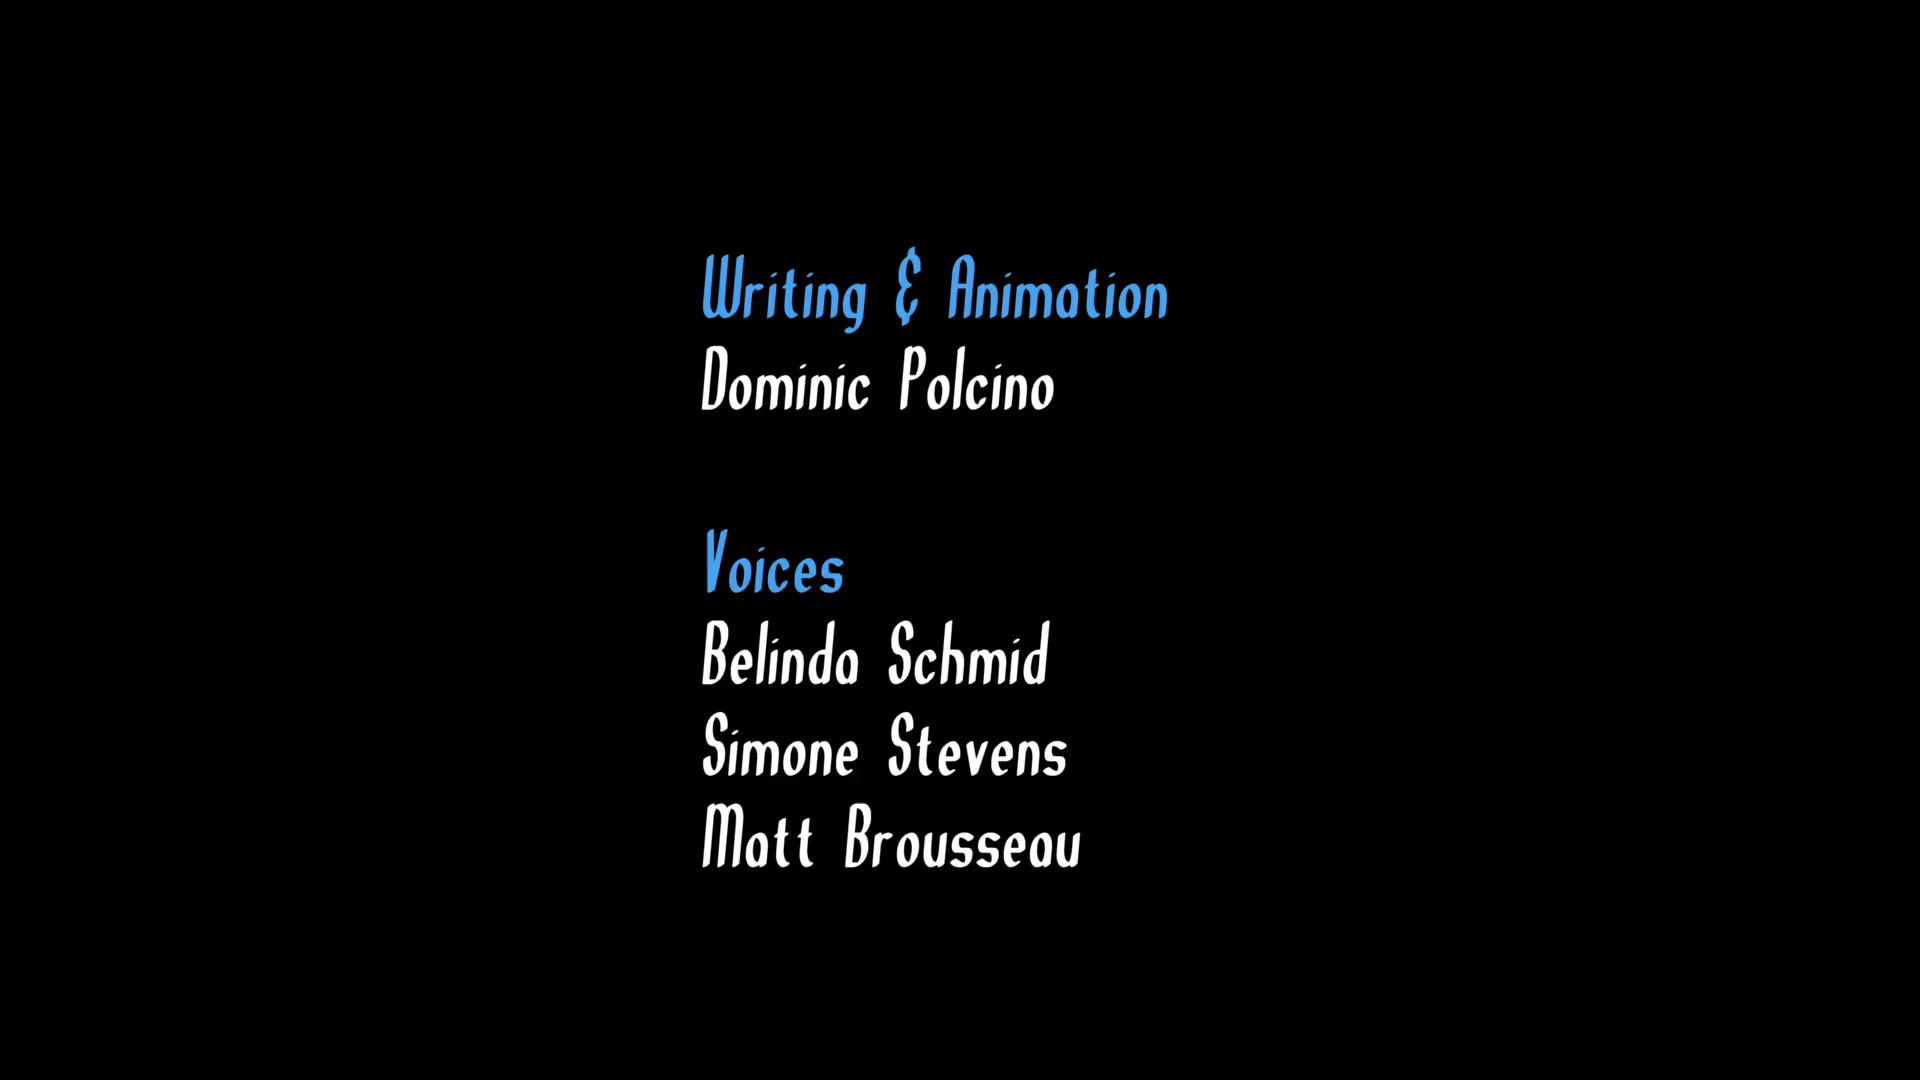 Writing & Animation
Dominic Polcino
Voices
Belinda Schmid
Simone Stevens
Matt Brousseau